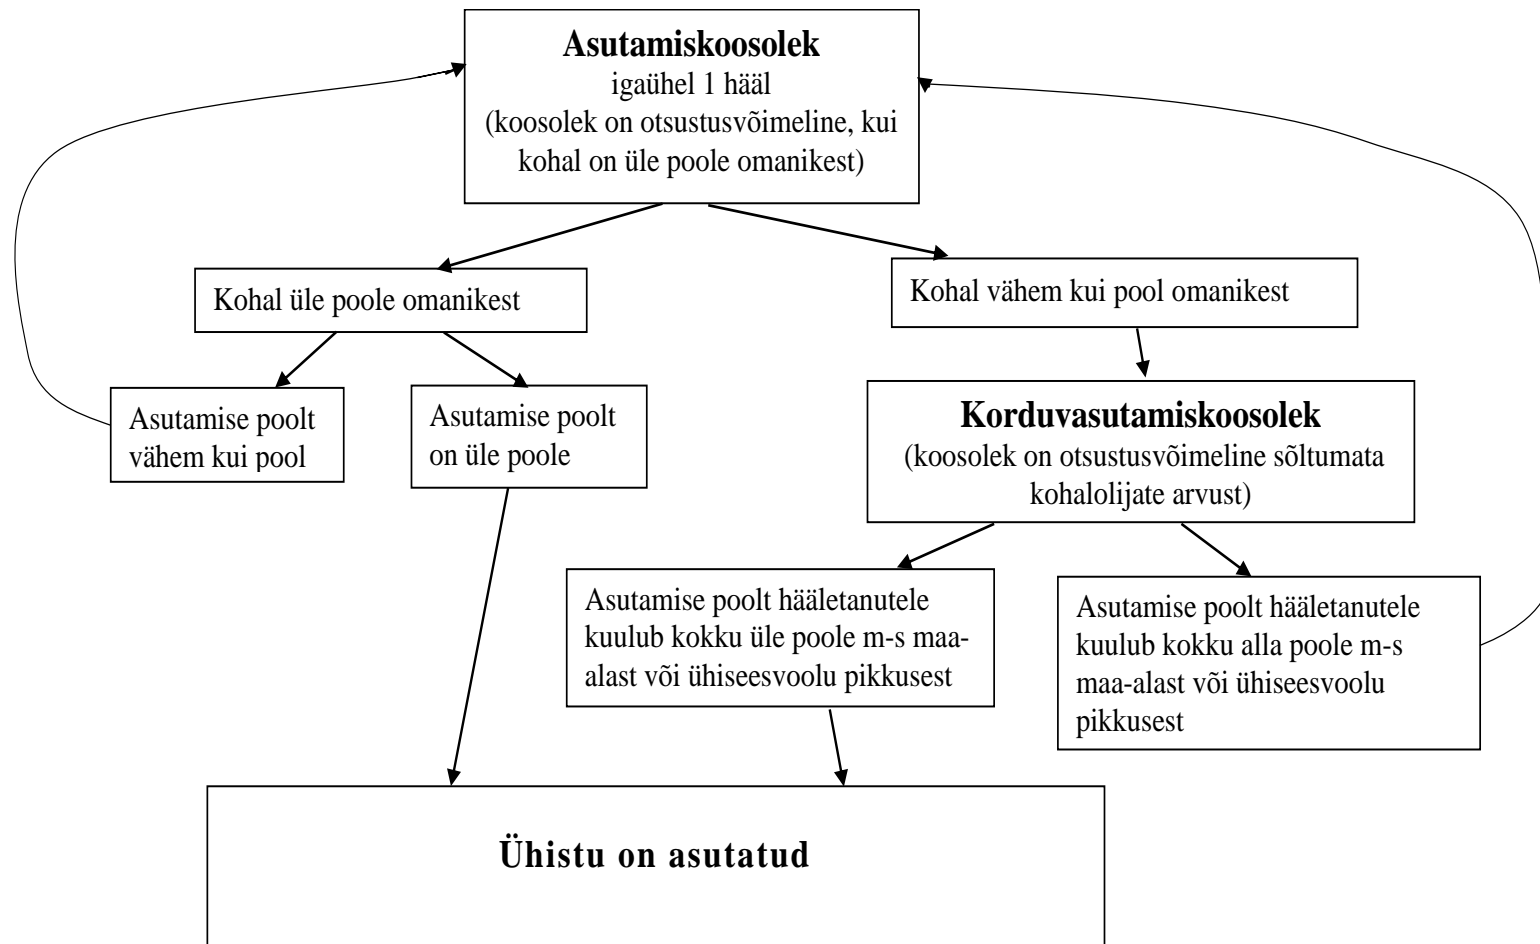 Asutamiskoosolek
igaühel 1 hääl
(koosolek on otsustusvõimeline, kui
kohal on üle poole omanikest)
Kohal üle poole omanikest
Kohal vähem kui pool omanikest
Asutamise poolt
vähem kui pool
Asutamise poolt
on üle poole
Korduvasutamiskoosolek
(koosolek on otsustusvõimeline sõltumata
kohalolijate arvust)
Asutamise poolt hääletanutele
kuulub kokku üle poole m-s maa-
alast või ühiseesvoolu pikkusest
Asutamise poolt hääletanutele
kuulub kokku alla poole m-s
maa-alast või ühiseesvoolu
pikkusest
Ühistu on asutatud